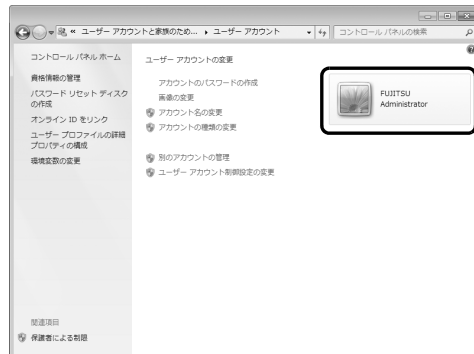 « ユーザー アカウントと家族のため... ▸ ユーザー アカウント
コントロール パネルの検索
コントロール パネル ホーム
資格情報の管理
パスワード リセット ディスク
の作成
オンライン ID をリンク
ユーザー プロファイルの詳細
プロパティの構成
環境変数の変更
関連項目
保護者による制限
ユーザー アカウントの変更
アカウントのパスワードの作成
画像の変更
アカウント名の変更
アカウントの種類の変更
別のアカウントの管理
ユーザー アカウント制御設定の変更
FUJITSU
Administrator